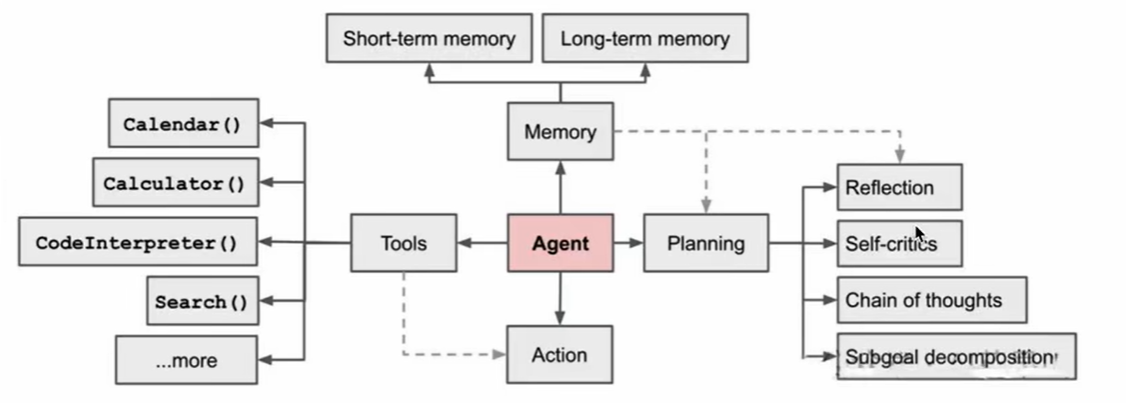 Short-term memory
Long-term memory
Calendar()
Memory
Calculator()
Reflection
CodeInterpreter()
Tools
Agent
Planning
Self-critics
Search()
Chain of thoughts
...more
Action
Subgoal decomposition